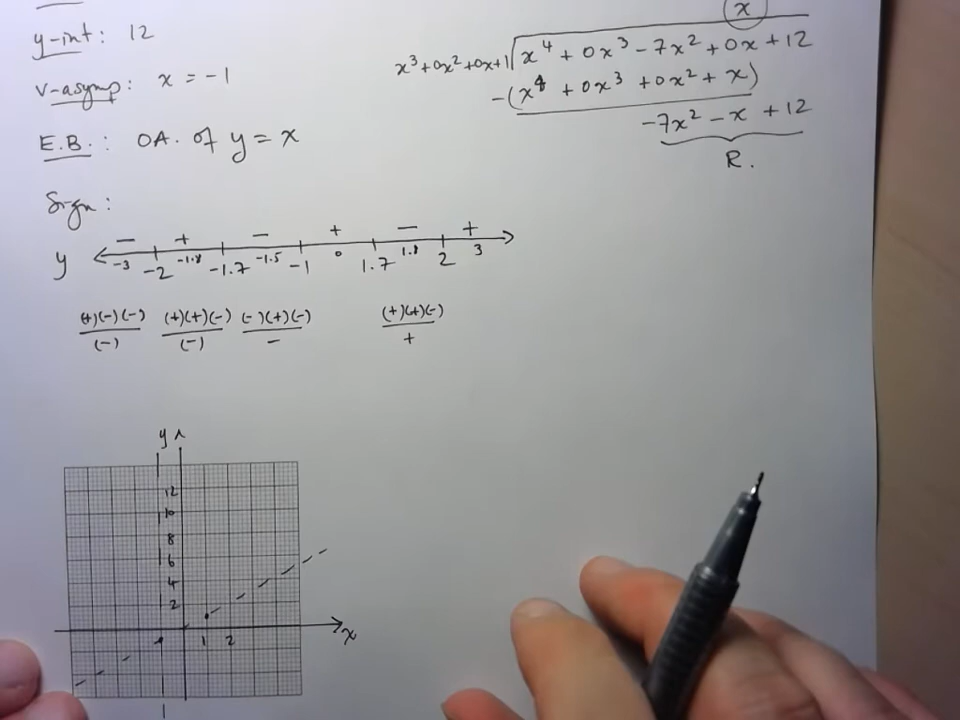 y-int: 12
v-asymp: x = -1
E.B.: OA. of y = x
Sign:
x
x³+0x²+0x+1 x⁴ + 0x³ - 7x² + 0x + 12
-(x⁴ + 0x³ + 0x² + x)
-7x² - x + 12
R.
− + − + − +
y -3 -2 -1.8 -1.7 -1.5 -1 0 1.7 1.8 2 3
(+)(-)(-) (+)(+)(-) (-)(+)(-) (+)(+)(-)
(-) (-) - +
y
12
10
8
6
4
2
1 2 x